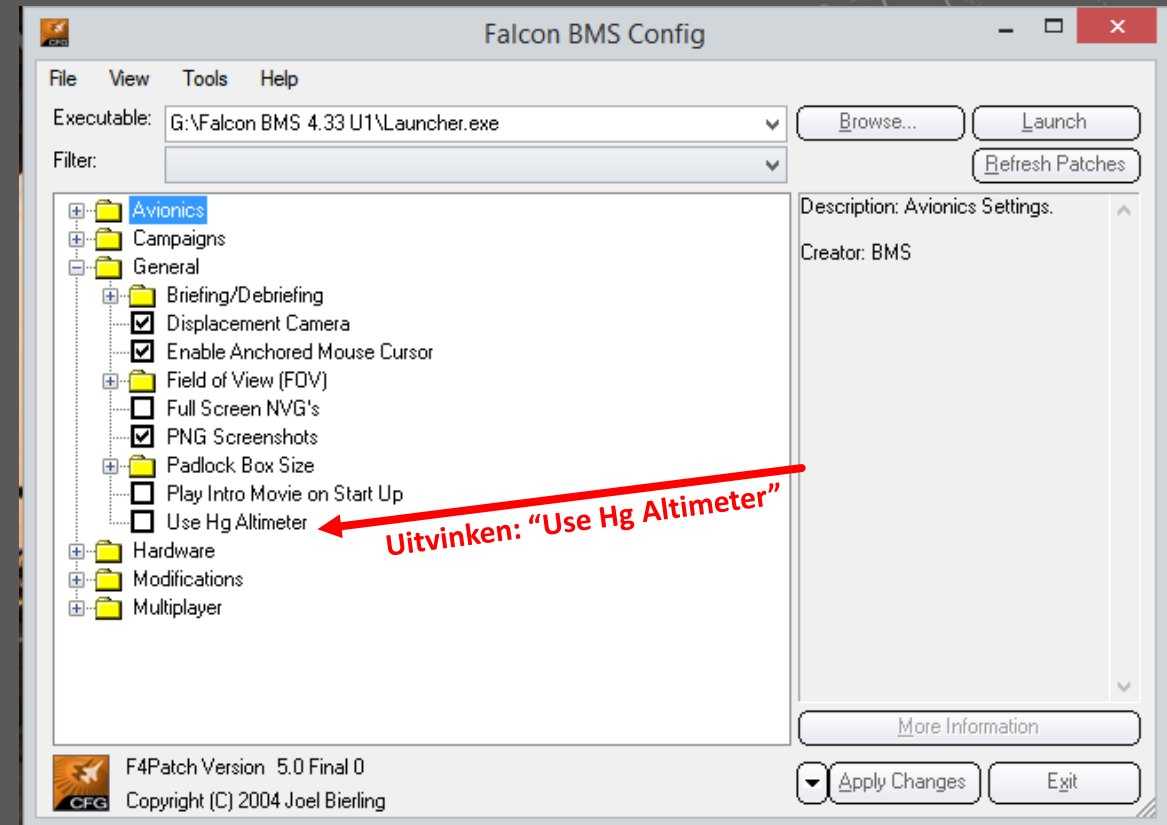 Falcon BMS Config
File View Tools Help
Executable: G:\Falcon BMS 4.33 U1\Launcher.exe Browse... Launch
Filter: Refresh Patches
Avionics
Campaigns
General
Briefing/Debriefing
Displacement Camera
Enable Anchored Mouse Cursor
Field of View (FOV)
Full Screen NVG's
PNG Screenshots
Padlock Box Size
Play Intro Movie on Start Up
Use Hg Altimeter
Hardware
Modifications
Multiplayer
Uitvinken: “Use Hg Altimeter”
Description: Avionics Settings.
Creator: BMS
More Information
CFG
F4Patch Version 5.0 Final 0
Copyright (C) 2004 Joel Bierling
Apply Changes Exit